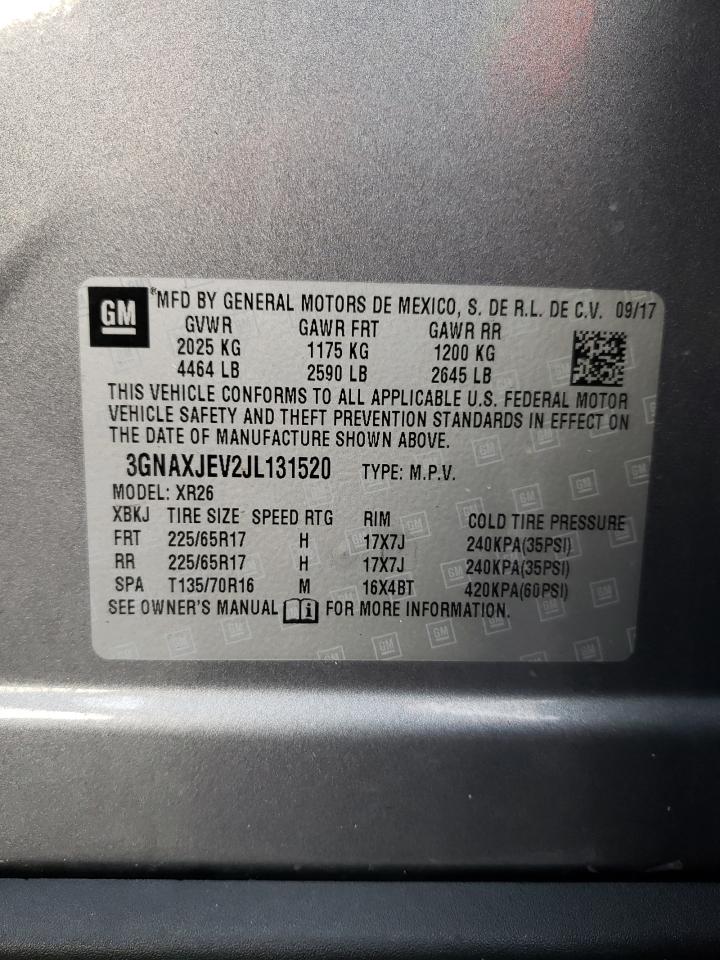 GM
®MFD BY GENERAL MOTORS DE MEXICO, S. DE R.L. DE C.V. 09/17
GVWR GAWR FRT GAWR RR
2025 KG 1175 KG 1200 KG
4464 LB 2590 LB 2645 LB
THIS VEHICLE CONFORMS TO ALL APPLICABLE U.S. FEDERAL MOTOR
VEHICLE SAFETY AND THEFT PREVENTION STANDARDS IN EFFECT ON
THE DATE OF MANUFACTURE SHOWN ABOVE.
3GNAXJEV2JL131520 TYPE: M.P.V.
MODEL: XR26
XBKJ TIRE SIZE SPEED RTG RIM COLD TIRE PRESSURE
FRT 225/65R17 H 17X7J 240KPA(35PSI)
RR 225/65R17 H 17X7J 240KPA(35PSI)
SPA T135/70R16 M 16X4BT 420KPA(60PSI)
SEE OWNER'S MANUAL i FOR MORE INFORMATION.